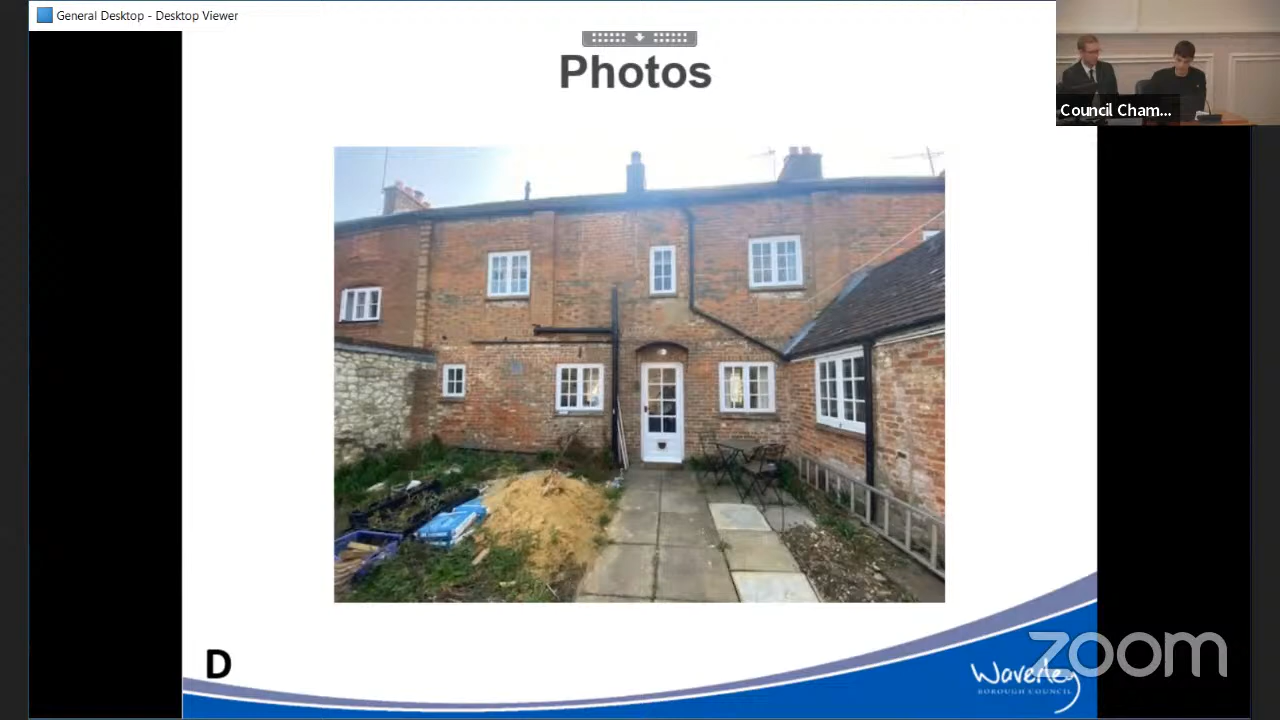 General Desktop - Desktop Viewer
Photos
Council Cham...
D
zoom
Waverley
BOROUGH COUNCIL